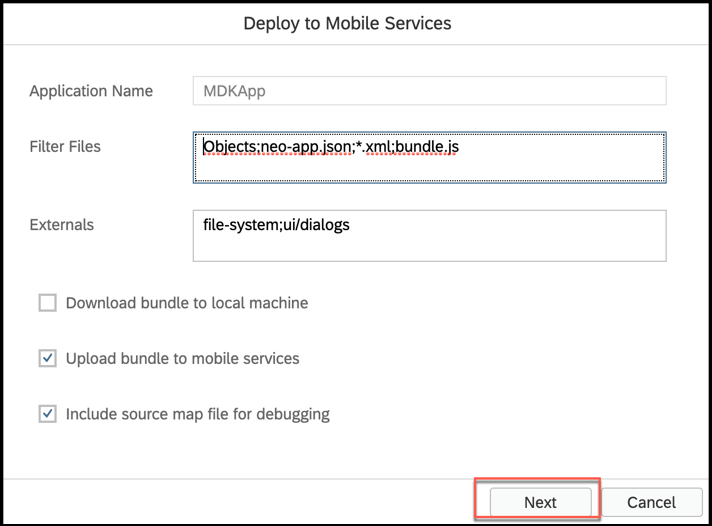 Deploy to Mobile Services
Application Name
MDKApp
Filter Files
Objects;neo-app.json;*.xml;bundle.js
Externals
file-system;ui/dialogs
Download bundle to local machine
Upload bundle to mobile services
Include source map file for debugging
Next
Cancel